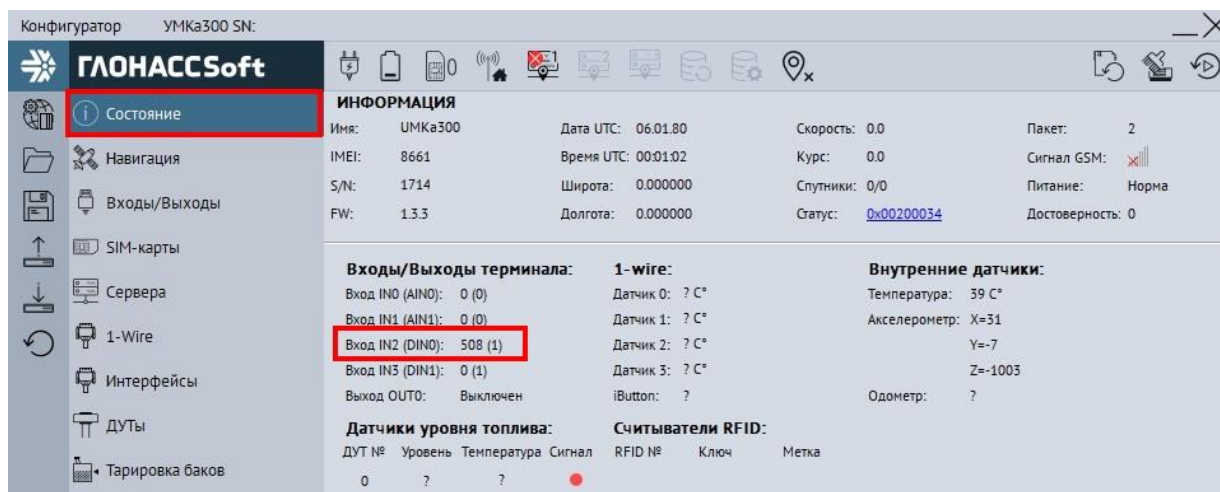 Конфигуратор УМКа300 SN:
ГЛОНАССSoft
0
1
Состояние
Навигация
Входы/Выходы
SIM-карты
Сервера
1-Wire
Интерфейсы
ДУТы
Тарировка баков
ИНФОРМАЦИЯ
Имя: UMKa300 Дата UTC: 06.01.80 Скорость: 0.0 Пакет: 2
IMEI: 8661 Время UTC: 00:01:02 Курс: 0.0 Сигнал GSM:
S/N: 1714 Широта: 0.000000 Спутники: 0/0 Питание: Норма
FW: 1.3.3 Долгота: 0.000000 Статус: 0x00200034 Достоверность: 0
Входы/Выходы терминала: 1-wire: Внутренние датчики:
Вход IN0 (AIN0): 0 (0) Датчик 0: ? C° Температура: 39 C°
Вход IN1 (AIN1): 0 (0) Датчик 1: ? C° Акселерометр: X=31
Вход IN2 (DIN0): 508 (1) Датчик 2: ? C° Y=-7
Вход IN3 (DIN1): 0 (1) Датчик 3: ? C° Z=-1003
Выход OUT0: Выключен iButton: ? Одометр: ?
Датчики уровня топлива: Считыватели RFID:
ДУТ № Уровень Температура Сигнал RFID № Ключ Метка
0 ? ?